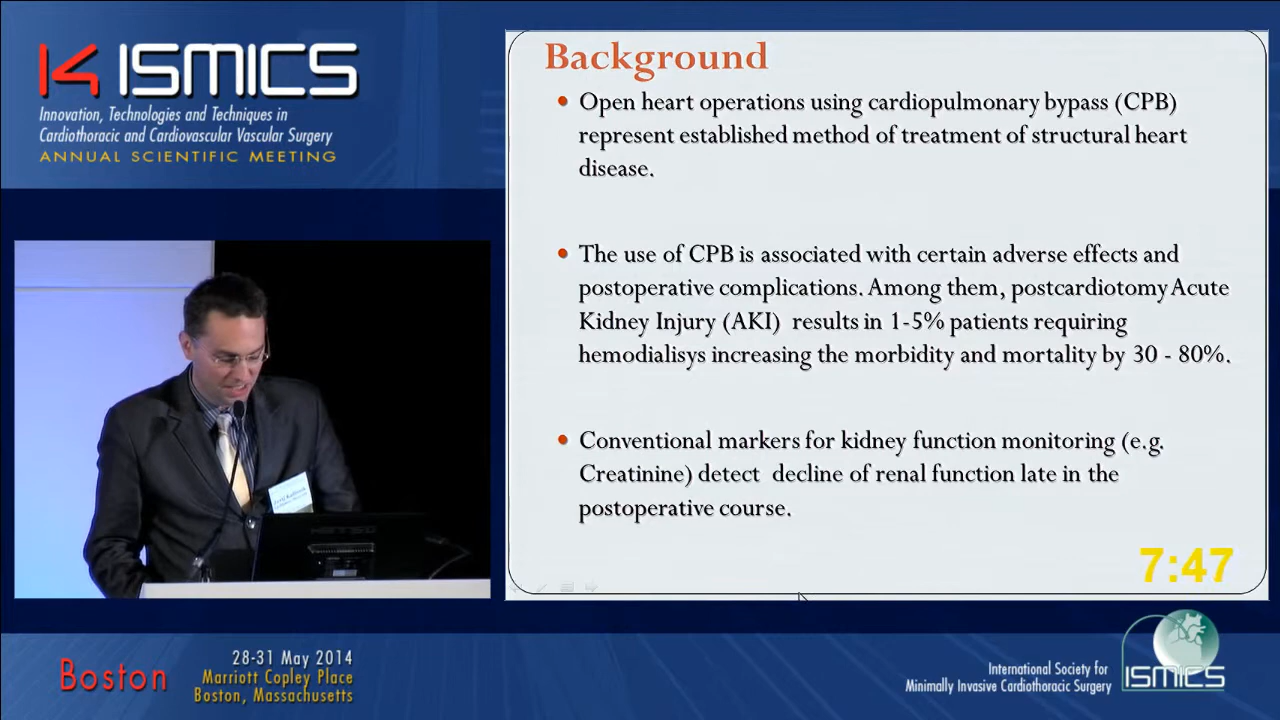 14 ISMICS
Innovation, Technologies and Techniques in
Cardiothoracic and Cardiovascular Vascular Surgery
ANNUAL SCIENTIFIC MEETING
Background
• Open heart operations using cardiopulmonary bypass (CPB)
represent established method of treatment of structural heart
disease.
• The use of CPB is associated with certain adverse effects and
postoperative complications. Among them, postcardiotomy Acute
Kidney Injury (AKI) results in 1-5% patients requiring
hemodialisys increasing the morbidity and mortality by 30 - 80%.
• Conventional markers for kidney function monitoring (e.g.
Creatinine) detect decline of renal function late in the
postoperative course.
7:47
Boston
28-31 May 2014
Marriott Copley Place
Boston, Massachusetts
International Society for
Minimally Invasive Cardiothoracic Surgery
ISMICS